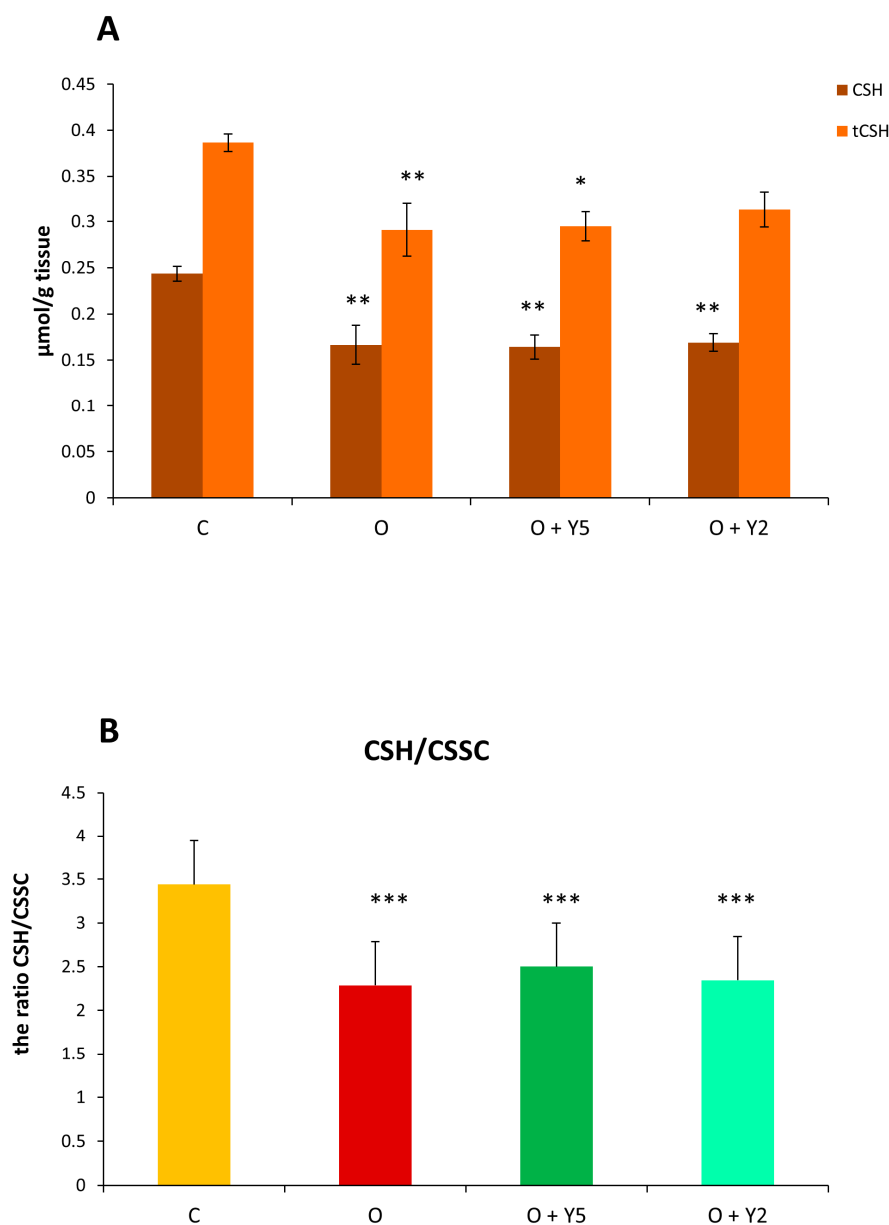 A
0.45
0.4
0.35
0.3
0.25
0.2
0.15
0.1
0.05
0
µmol/g tissue
CSH
tCSH
** *
** ** **
C O O + Y5 O + Y2
B
CSH/CSSC
4.5
4
3.5
3
2.5
2
1.5
1
0.5
0
the ratio CSH/CSSC
*** *** ***
C O O + Y5 O + Y2